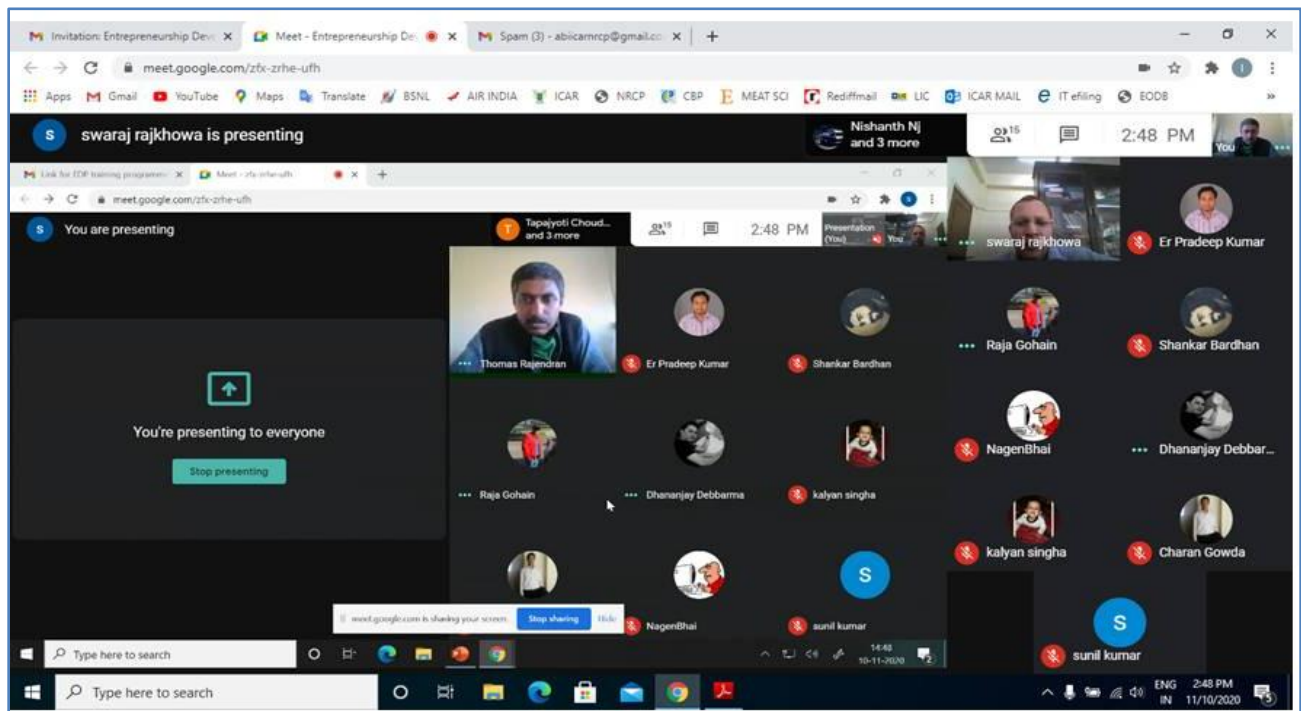 Invitation: Entrepreneurship Dev
Meet - Entrepreneurship De
Spam (3) - abiicarnrcp@gmail.co
meet.google.com/zfx-zrhe-ufh
Apps Gmail YouTube Maps Translate BSNL AIR INDIA ICAR NRCP CBP MEAT SCI Rediffmail LIC ICAR MAIL IT efiling EODB
S swaraj rajkhowa is presenting
Nishanth Nj
and 3 more
15
2:48 PM
You
Link for EDP training programme
Meet - zfx-zrhe-ufh
meet.google.com/zfx-zrhe-ufh
S You are presenting
T Tapajyoti Choud...
and 3 more
15
2:48 PM
Presentation
(You)
You
Thomas Rajendran
Er Pradeep Kumar
Shankar Bardhan
You're presenting to everyone
Stop presenting
Raja Gohain
Dhananjay Debbarma
kalyan singha
S
NagenBhai
sunil kumar
meet.google.com is sharing your screen. Stop sharing Hide
Type here to search
14:48
10-11-2020
2
swaraj rajkhowa
Er Pradeep Kumar
Raja Gohain
Shankar Bardhan
NagenBhai
Dhananjay Debbar...
kalyan singha
Charan Gowda
S
sunil kumar
Type here to search
ENG 2:48 PM
IN 11/10/2020
5